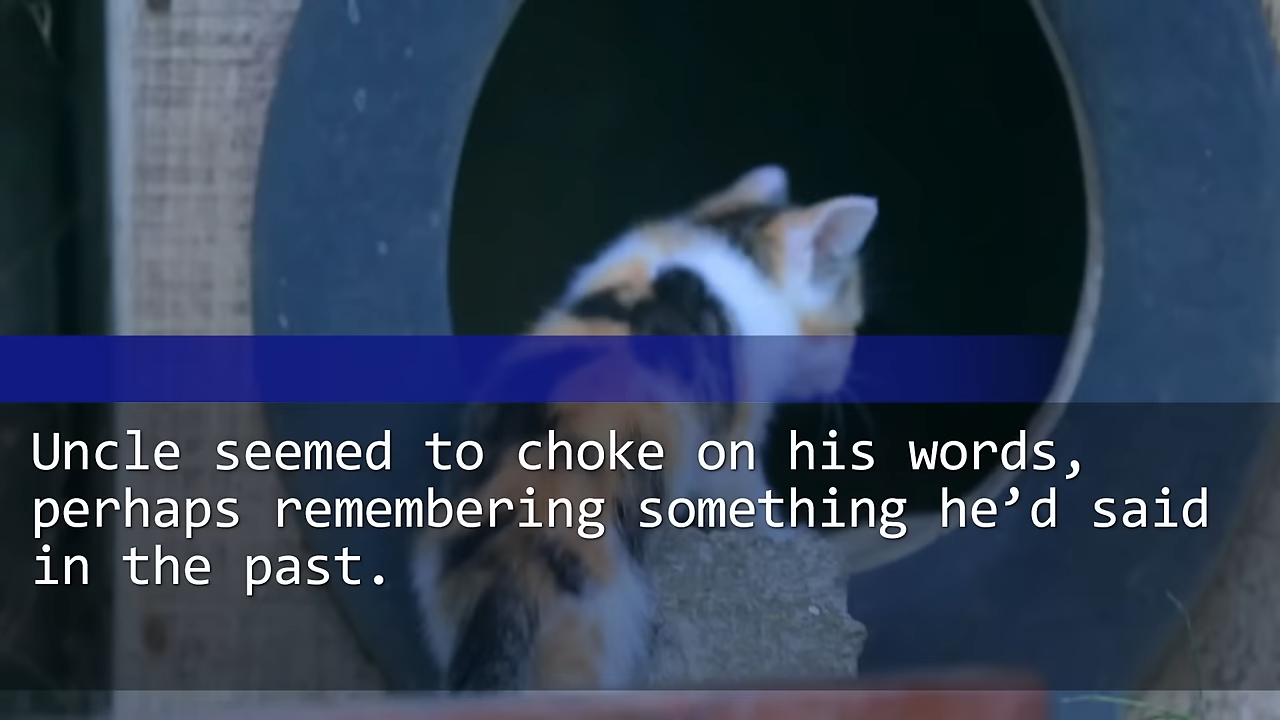 Uncle seemed to choke on his words,
perhaps remembering something he’d said
in the past.